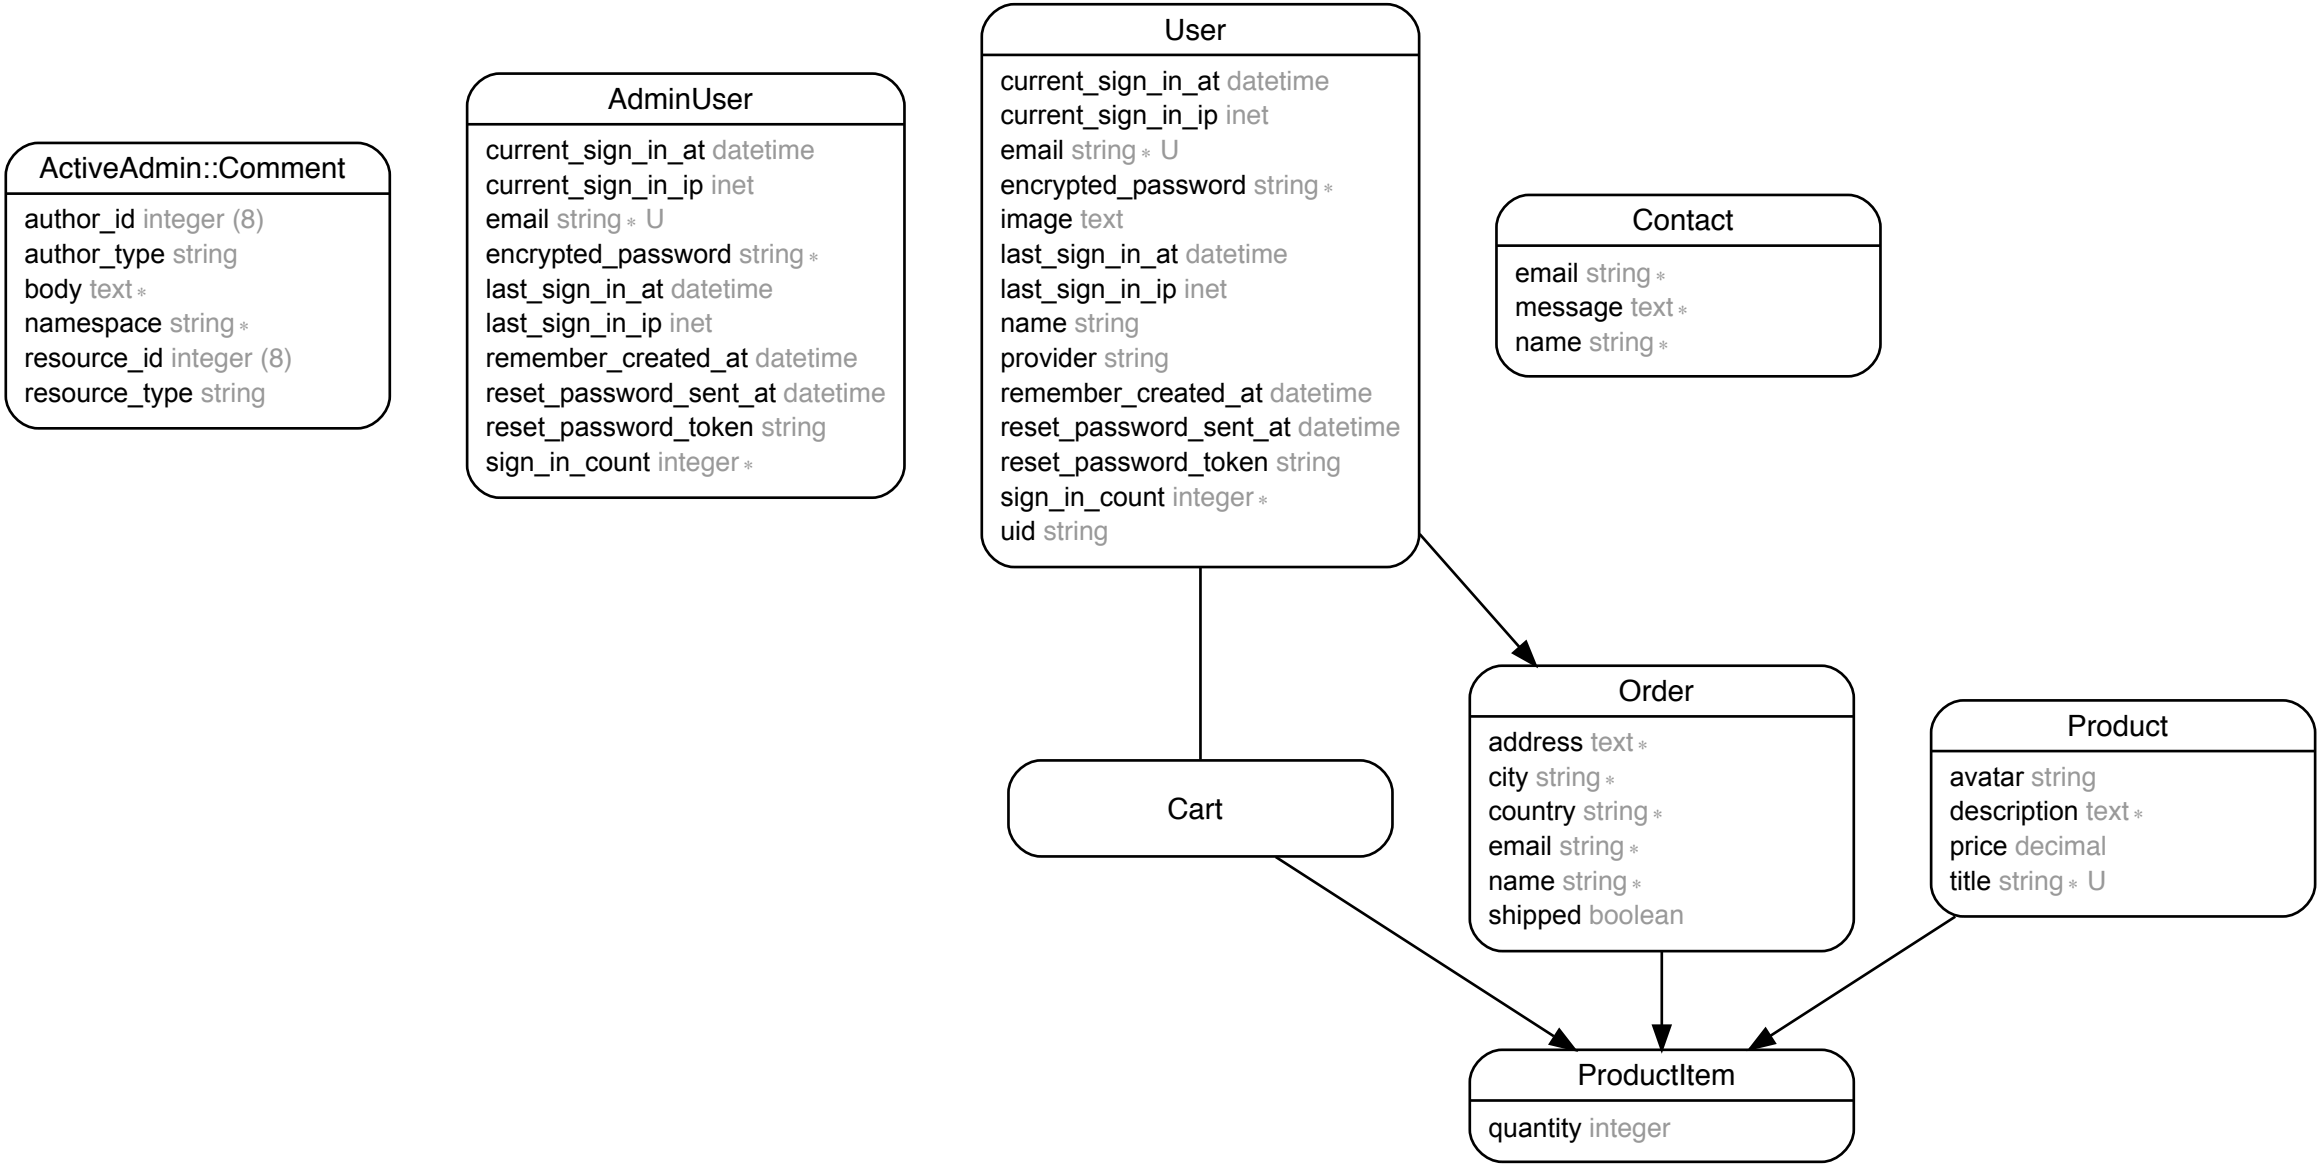 ActiveAdmin::Comment
author_id integer (8)
author_type string
body text *
namespace string *
resource_id integer (8)
resource_type string
AdminUser
current_sign_in_at datetime
current_sign_in_ip inet
email string * U
encrypted_password string *
last_sign_in_at datetime
last_sign_in_ip inet
remember_created_at datetime
reset_password_sent_at datetime
reset_password_token string
sign_in_count integer *
User
current_sign_in_at datetime
current_sign_in_ip inet
email string * U
encrypted_password string *
image text
last_sign_in_at datetime
last_sign_in_ip inet
name string
provider string
remember_created_at datetime
reset_password_sent_at datetime
reset_password_token string
sign_in_count integer *
uid string
Contact
email string *
message text *
name string *
Cart
Order
address text *
city string *
country string *
email string *
name string *
shipped boolean
Product
avatar string
description text *
price decimal
title string * U
ProductItem
quantity integer